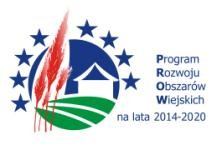 Program
Rozwoju
Obszarów
Wiejskich
na lata 2014-2020